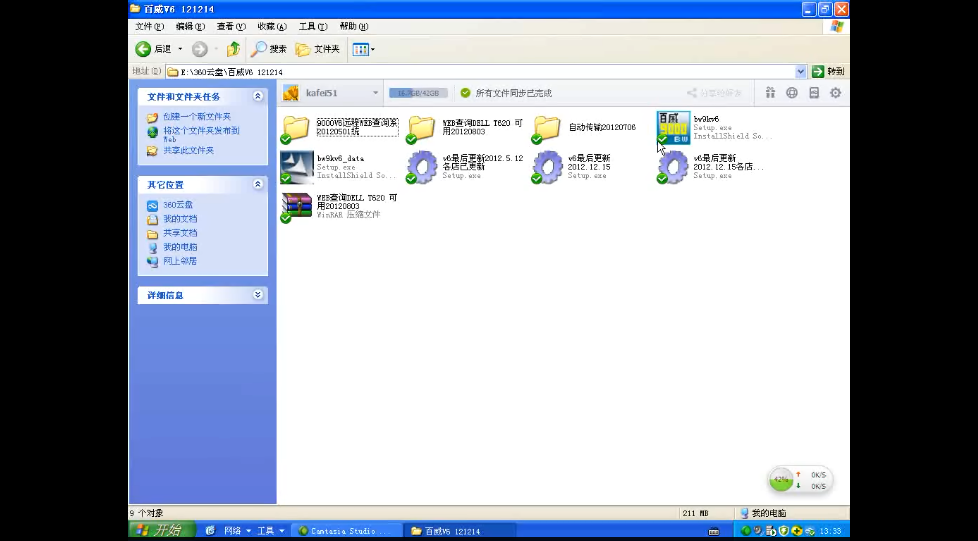 百威V6 121214
文件(F) 编辑(E) 查看(V) 收藏(A) 工具(T) 帮助(H)
后退 搜索 文件夹
地址(D) E:\360云盘\百威V6 121214 转到
文件和文件夹任务
创建一个新文件夹
将这个文件夹发布到
Web
共享此文件夹
其它位置
360云盘
我的文档
共享文档
我的电脑
网上邻居
详细信息
kafei51 所有文件同步已完成
9000V6远程WEB查询系
统20120501
WEB查询DELL T620 可
用20120803
自动传输20120706
bw9kv6
Setup.exe
InstallShield So...
bw9kv6_data
Setup.exe
InstallShield So...
v6最后更新2012.5.12
各店已更新
Setup.exe
v6最后更新
2012.12.15
Setup.exe
v6最后更新
2012.12.15各店...
Setup.exe
WEB查询DELL T620 可
用20120803
WinRAR 压缩文件
42%
0K/S
0K/S
9 个对象 211 MB 我的电脑
开始 网络 工具 Camtasia Studio ... 百威V6 121214 13:33